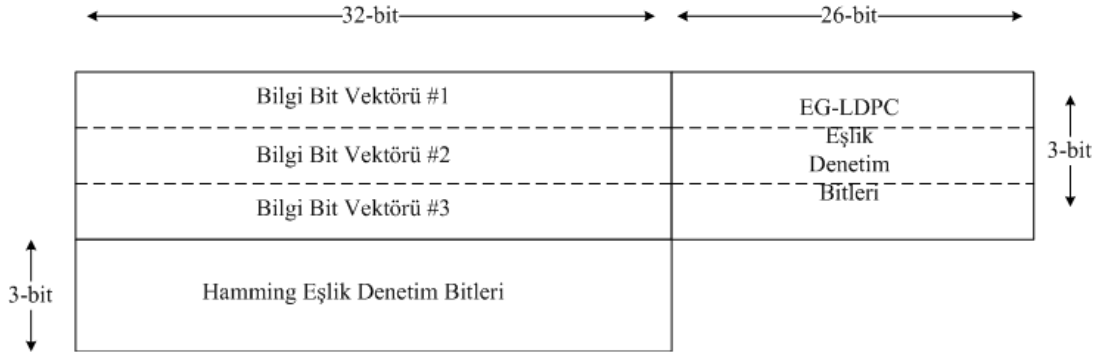 32-bit
26-bit
Bilgi Bit Vektörü #1
Bilgi Bit Vektörü #2
Bilgi Bit Vektörü #3
EG-LDPC
Eşlik
Denetim
Bitleri
3-bit
3-bit
Hamming Eşlik Denetim Bitleri